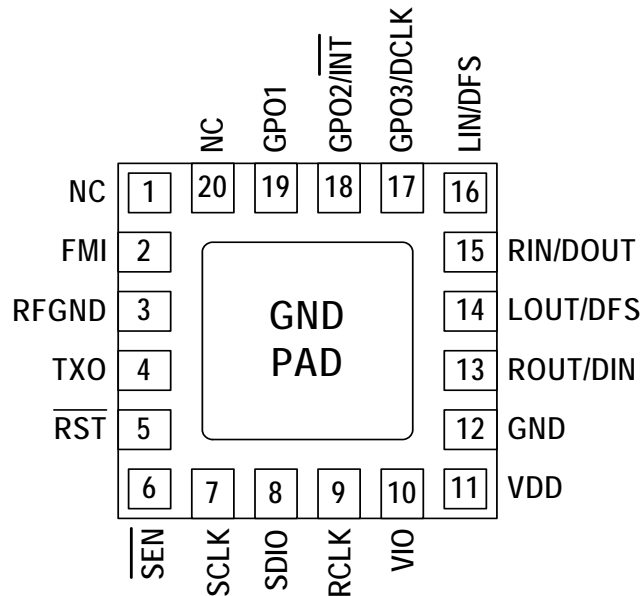 NC
GPO1
GPO2/INT
GPO3/DCLK
LIN/DFS
NC
1
20
19
18
17
16
FMI
2
15
RIN/DOUT
RFGND
3
14
LOUT/DFS
GND
PAD
TXO
4
13
ROUT/DIN
RST
5
12
GND
6
7
8
9
10
11
VDD
SEN
SCLK
SDIO
RCLK
VIO